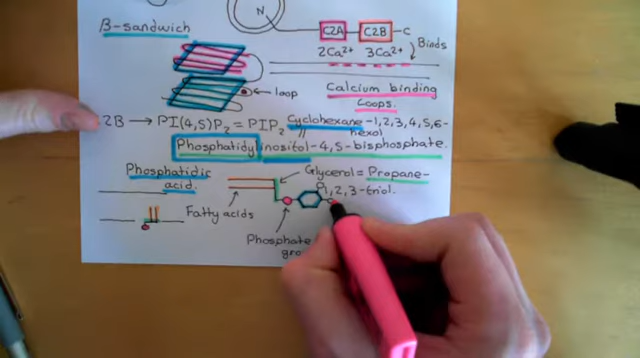 β-sandwich
N
C2A
C2B
C
2Ca²⁺ 3Ca²⁺
Binds
loop
Calcium binding
Loops.
2B → PI(4,5)P₂ = PIP₂ Cyclohexane-1,2,3,4,5,6-
hexol
Phosphatidylinositol-4,5-bisphosphate.
Phosphatidic
acid.
Glycerol = Propane-
1,2,3-triol.
Fatty acids
P
Phosphate
gro